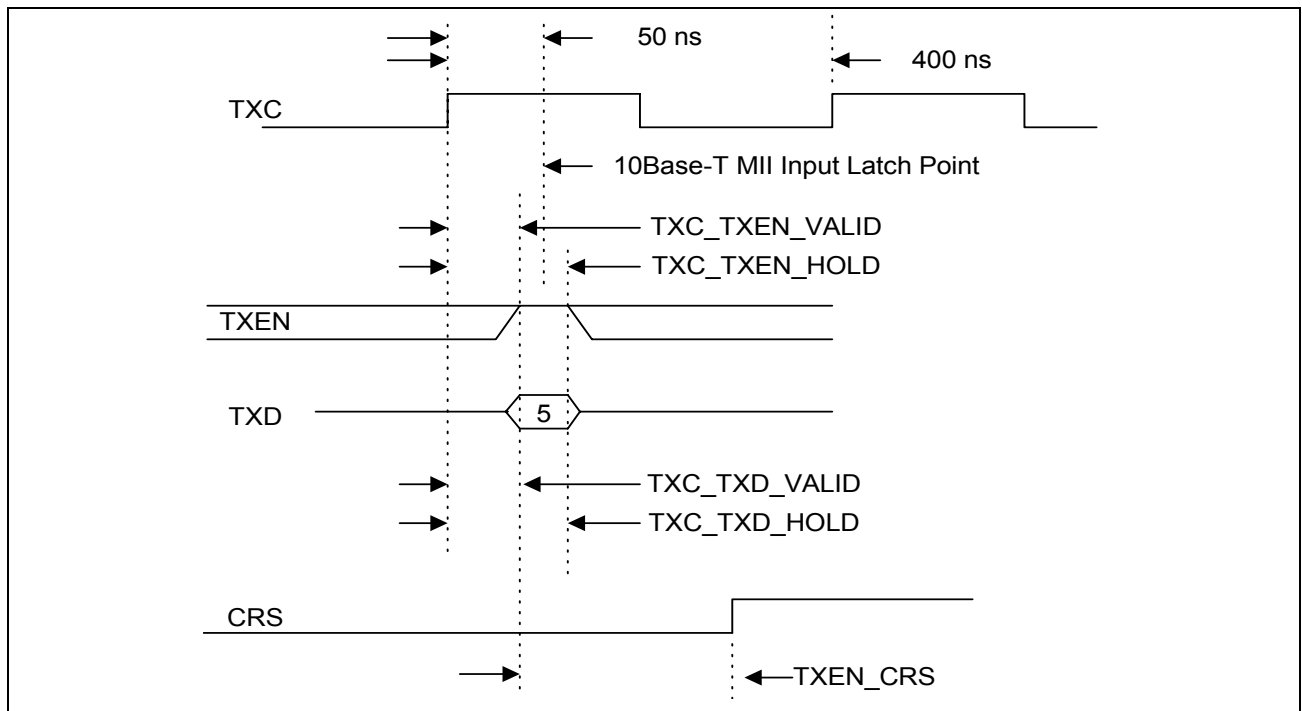 50 ns
400 ns
TXC
10Base-T MII Input Latch Point
TXC_TXEN_VALID
TXC_TXEN_HOLD
TXEN
5
TXD
TXC_TXD_VALID
TXC_TXD_HOLD
CRS
TXEN_CRS